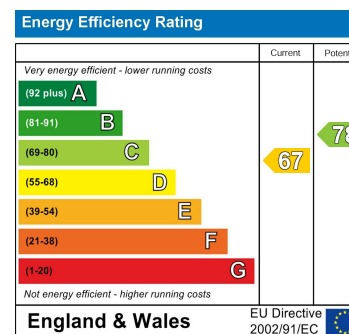 Energy Efficiency Rating
Current Potent
Very energy efficient - lower running costs
(92 plus) A
(81-91) B
(69-80) C
(55-68) D
(39-54) E
(21-38) F
(1-20) G
67
78
Not energy efficient - higher running costs
England & Wales
EU Directive
2002/91/EC